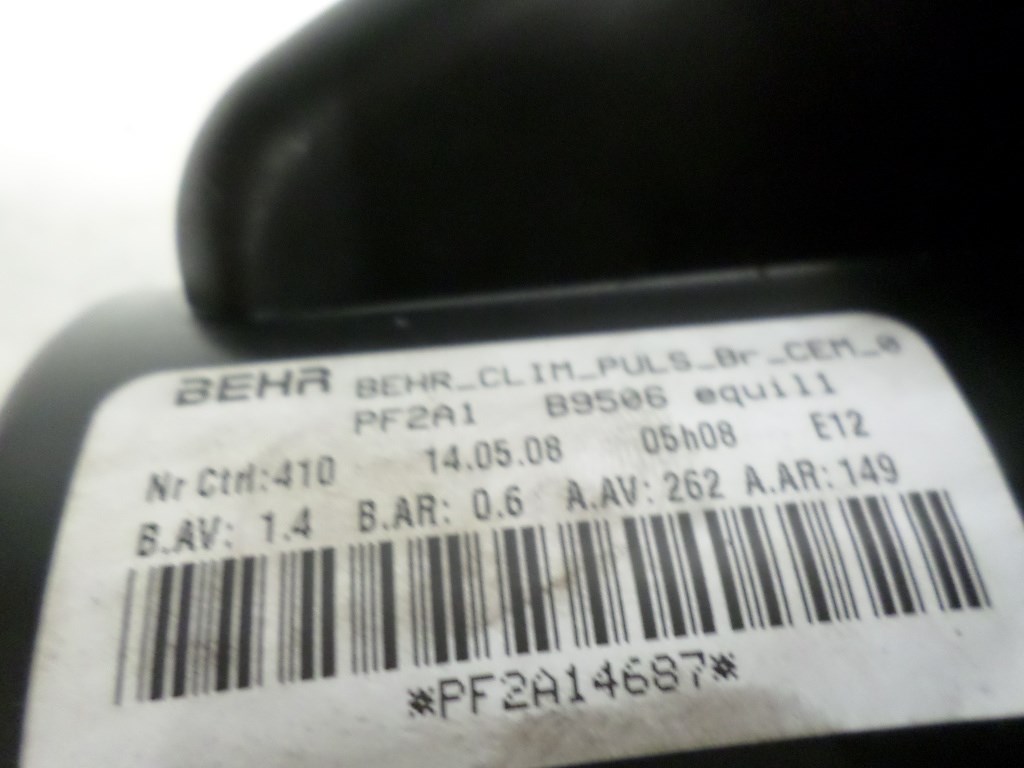 BEHR BEHR_CLIM_PULS_Br_CEM_0
PF2A1 B9506 equill
Nr Ctrl:410 14.05.08 05h08 E12
B.AV: 1.4 B.AR: 0.6 A.AV: 262 A.AR: 149
*PF2A14687*